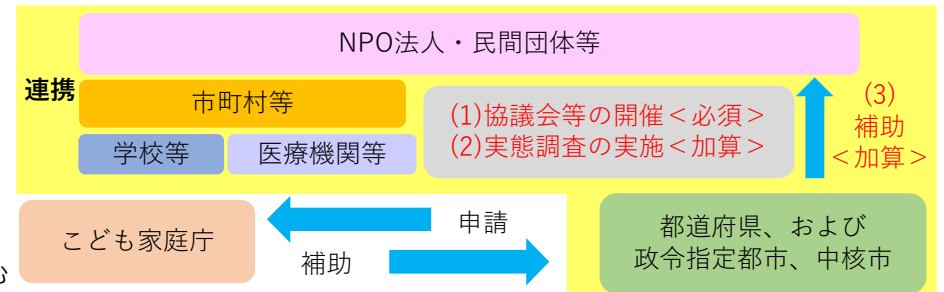 NPO法人・民間団体等
連携
市町村等
学校等
医療機関等
(1)協議会等の開催＜必須＞
(2)実態調査の実施＜加算＞
(3)
補助
＜加算＞
こども家庭庁
申請
補助
都道府県、および
政令指定都市、中核市
む